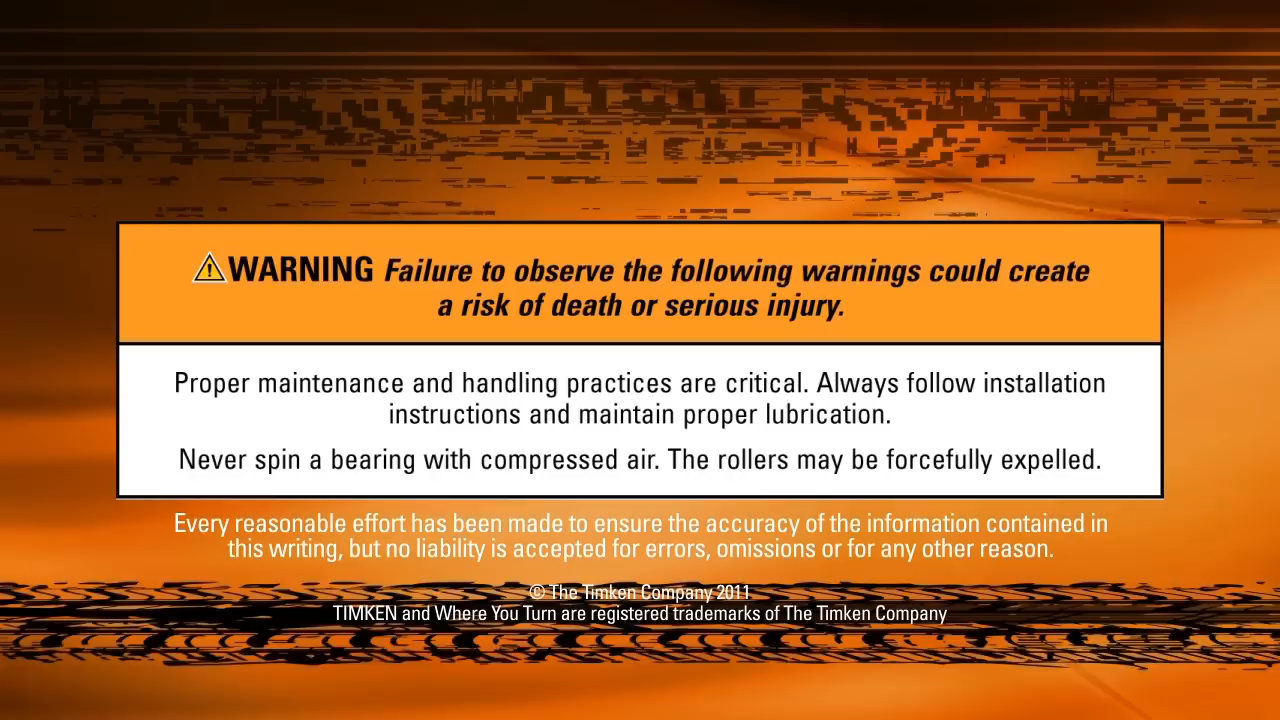 WARNING Failure to observe the following warnings could create
a risk of death or serious injury.
Proper maintenance and handling practices are critical. Always follow installation
instructions and maintain proper lubrication.
Never spin a bearing with compressed air. The rollers may be forcefully expelled.
Every reasonable effort has been made to ensure the accuracy of the information contained in
this writing, but no liability is accepted for errors, omissions or for any other reason.
© The Timken Company 2011
TIMKEN and Where You Turn are registered trademarks of The Timken Company